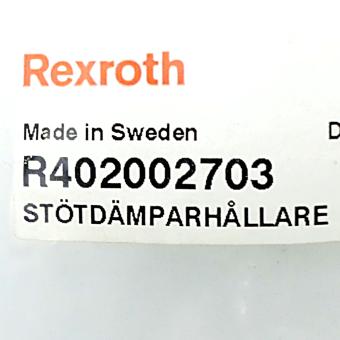 Rexroth
Made in Sweden D
R402002703
STÖTDÄMPARHÅLLARE